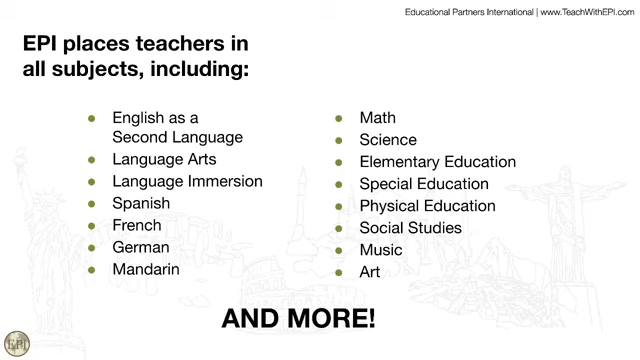 Educational Partners International | www.TeachWithEPI.com
EPI places teachers in
all subjects, including:
English as a
Second Language
Language Arts
Language Immersion
Spanish
French
German
Mandarin
Math
Science
Elementary Education
Special Education
Physical Education
Social Studies
Music
Art
AND MORE!
EPI